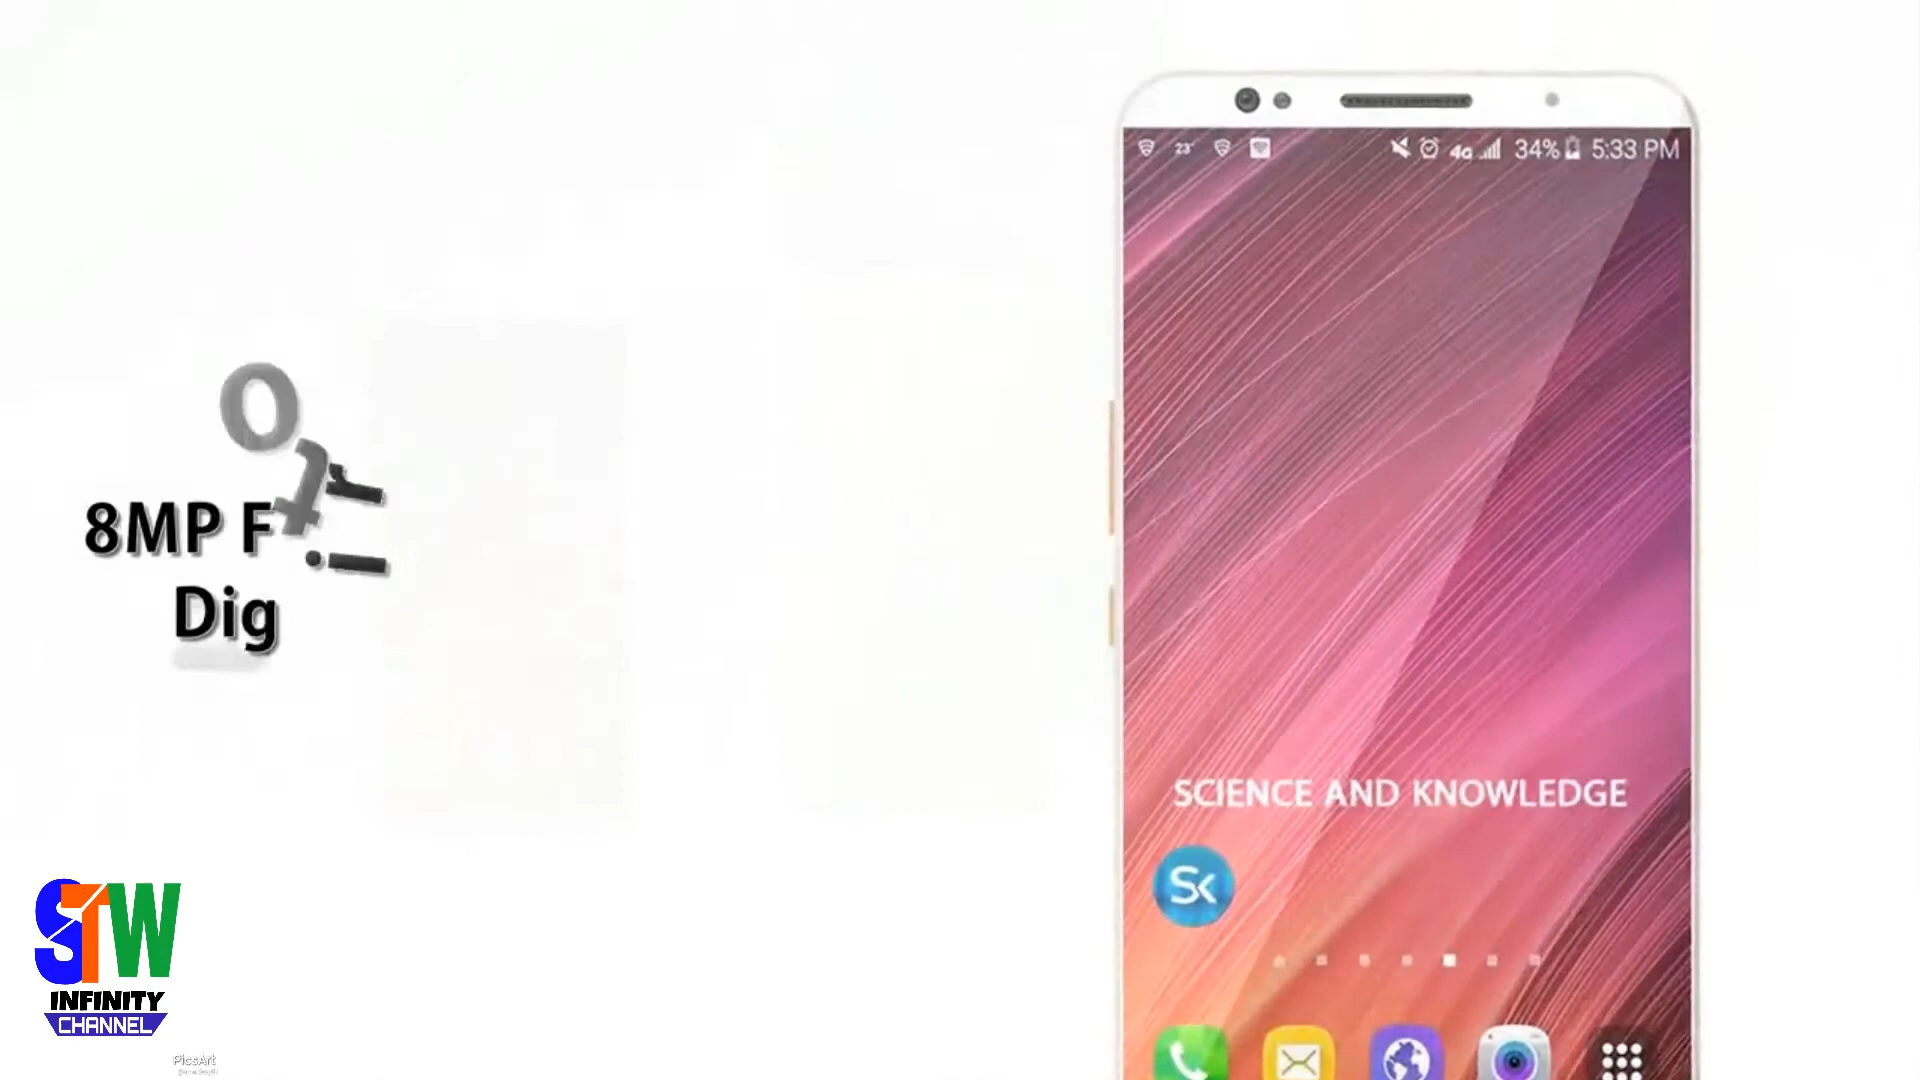 8MP F
Dig
23°
4G
34%
5:33 PM
SCIENCE AND KNOWLEDGE
SK
STW
INFINITY
CHANNEL
PicsArt